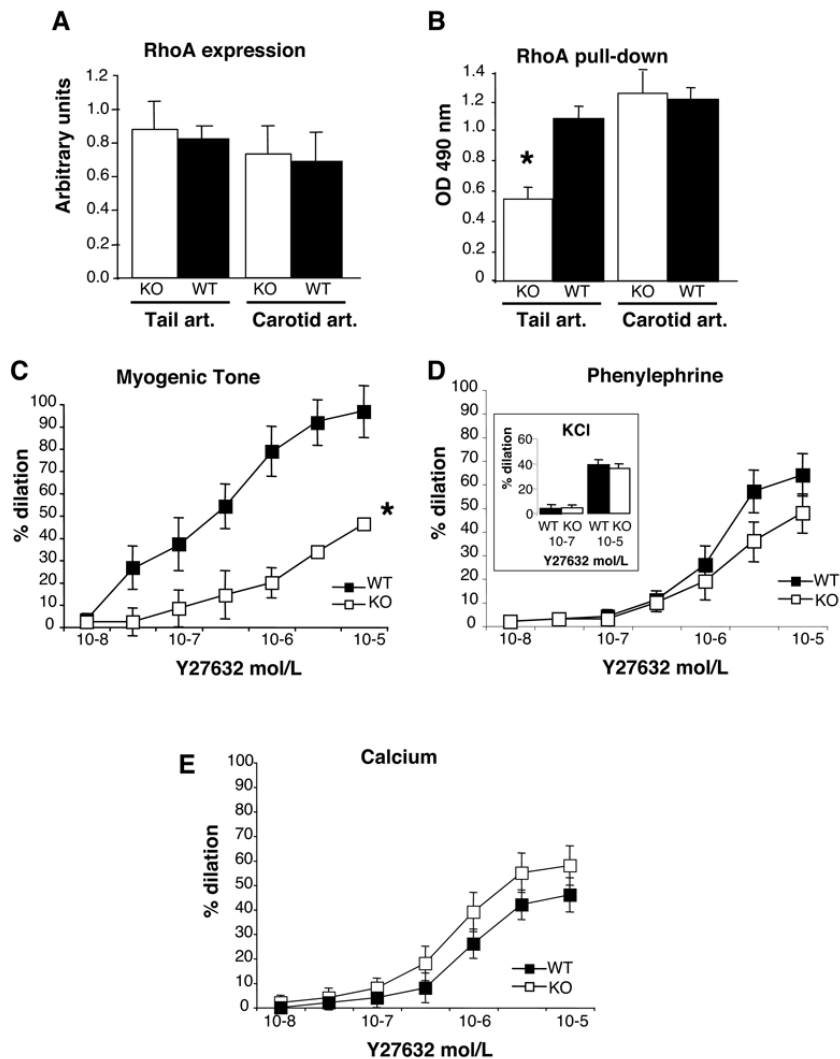 A
RhoA expression
Arbitrary units
1.2
1.0
0.8
0.6
0.4
0.2
0.0
KO WT KO WT
Tail art. Carotid art.
B
RhoA pull-down
OD 490 nm
1.4
1.2
1.0
0.8
0.6
0.4
0.2
0
*
KO WT KO WT
Tail art. Carotid art.
C
Myogenic Tone
% dilation
100
90
80
70
60
50
40
30
20
10
0
*
WT
KO
10-8 10-7 10-6 10-5
Y27632 mol/L
D
Phenylephrine
% dilation
100
90
80
70
60
50
40
30
20
10
0
KCl
% dilation
60
40
20
0
WT KO WT KO
10-7 10-5
Y27632 mol/L
WT
KO
10-8 10-7 10-6 10-5
Y27632 mol/L
E
Calcium
% dilation
100
90
80
70
60
50
40
30
20
10
0
WT
KO
10-8 10-7 10-6 10-5
Y27632 mol/L